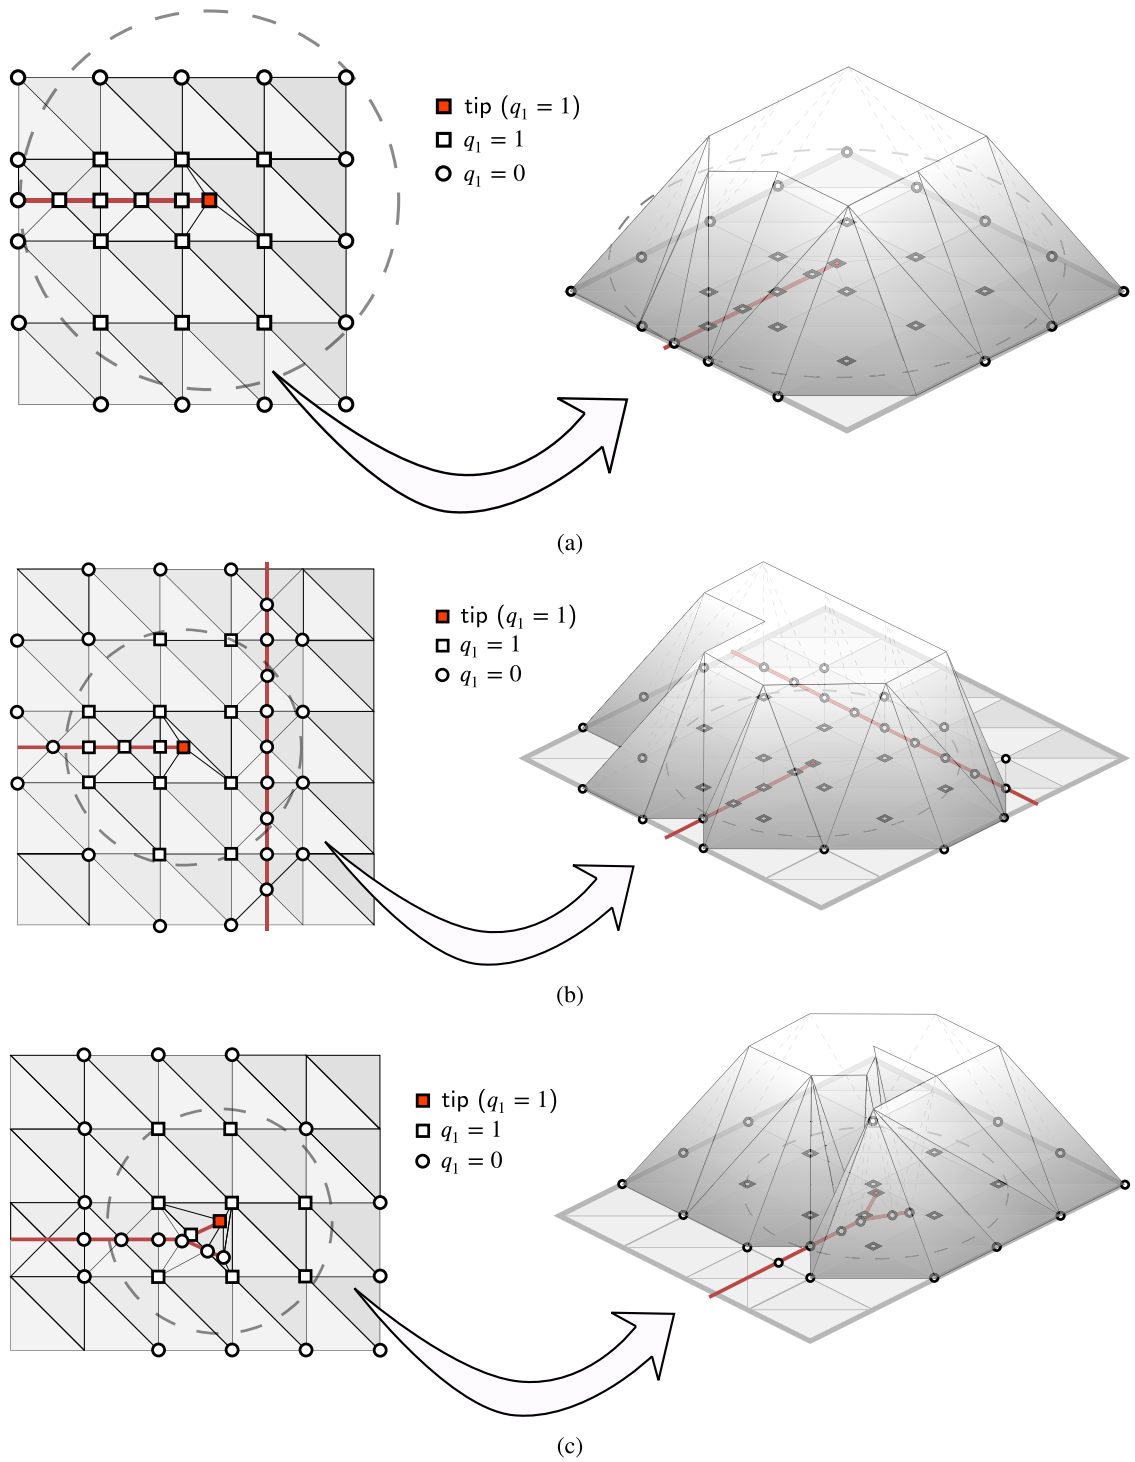 tip (q₁ = 1)
q₁ = 1
q₁ = 0
(a)
tip (q₁ = 1)
q₁ = 1
q₁ = 0
(b)
tip (q₁ = 1)
q₁ = 1
q₁ = 0
(c)